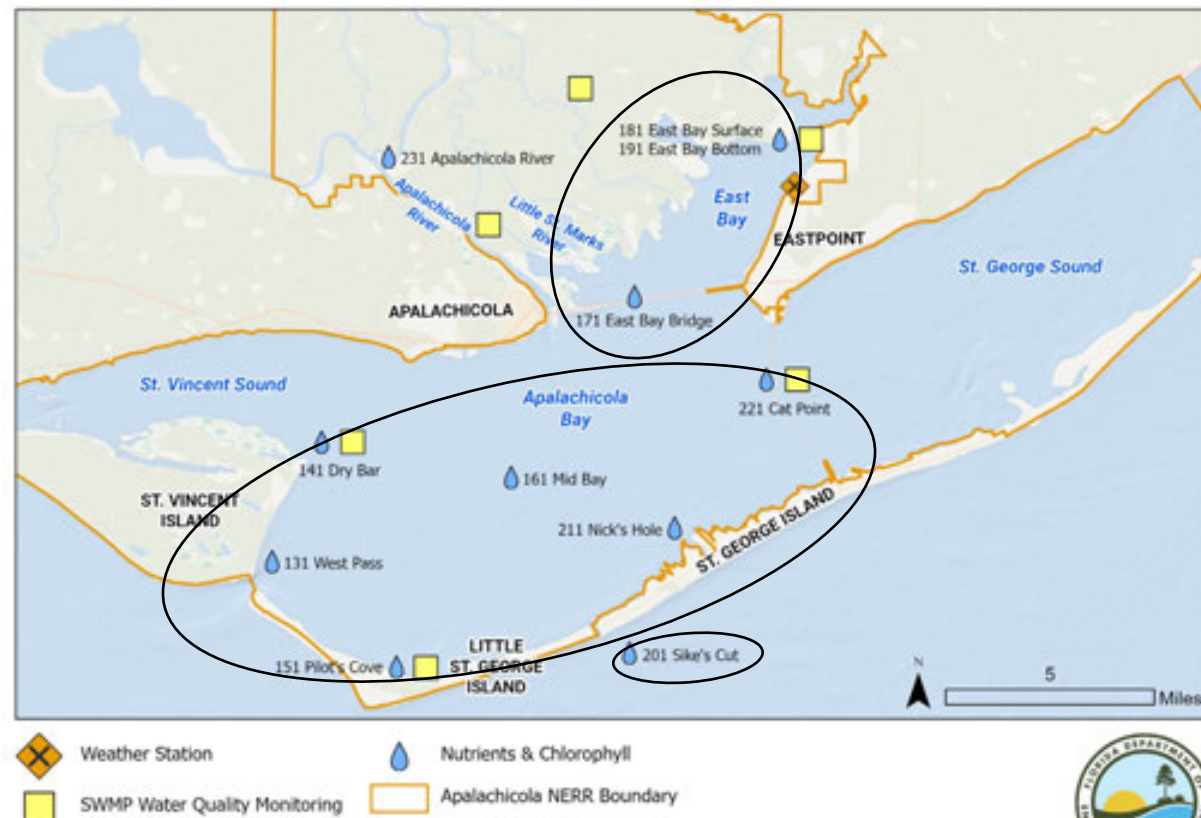 181 East Bay Surface
191 East Bay Bottom
231 Apalachicola River
Apalachicola
River
Little St. Marks
River
East
Bay
EASTPOINT
St. George Sound
APALACHICOLA
171 East Bay Bridge
St. Vincent Sound
Apalachicola
Bay
221 Cat Point
141 Dry Bar
161 Mid Bay
ST. VINCENT
ISLAND
211 Nick's Hole
ST. GEORGE ISLAND
131 West Pass
LITTLE
ST. GEORGE
ISLAND
151 Pilot's Cove
201 Sike's Cut
N
5
Miles
Weather Station
Nutrients & Chlorophyll
SWMP Water Quality Monitoring
Apalachicola NERR Boundary
FLORIDA DEPARTMENT OF